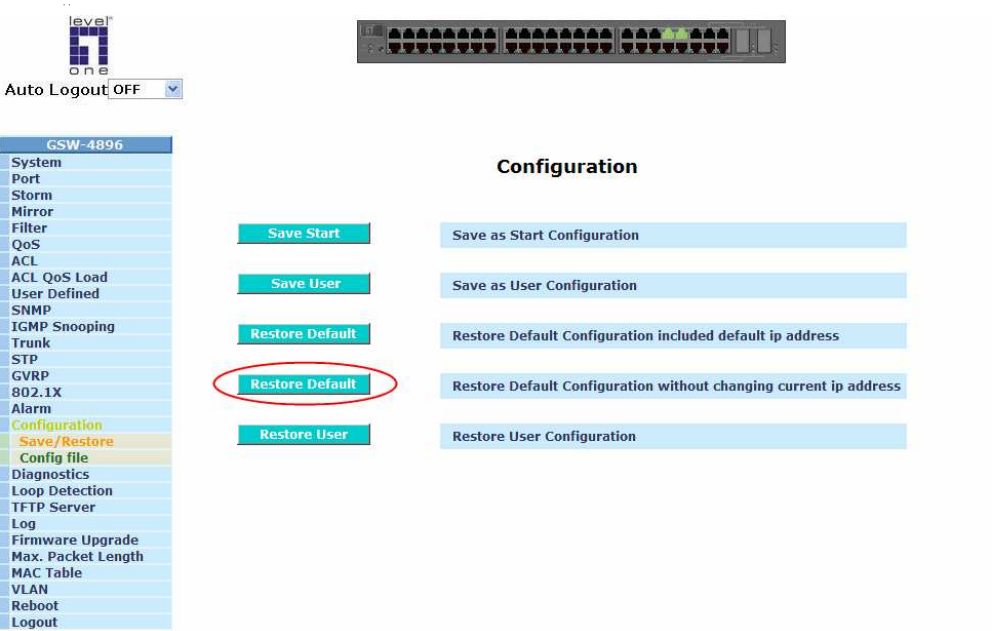 level
one
Auto Logout OFF
GSW-4896
System
Port
Storm
Mirror
Filter
QoS
ACL
ACL QoS Load
User Defined
SNMP
IGMP Snooping
Trunk
STP
GVRP
802.1X
Alarm
Configuration
Save/Restore
Config file
Diagnostics
Loop Detection
TFTP Server
Log
Firmware Upgrade
Max. Packet Length
MAC Table
VLAN
Reboot
Logout
Configuration
Save Start Save as Start Configuration
Save User Save as User Configuration
Restore Default Restore Default Configuration included default ip address
Restore Default Restore Default Configuration without changing current ip address
Restore User Restore User Configuration